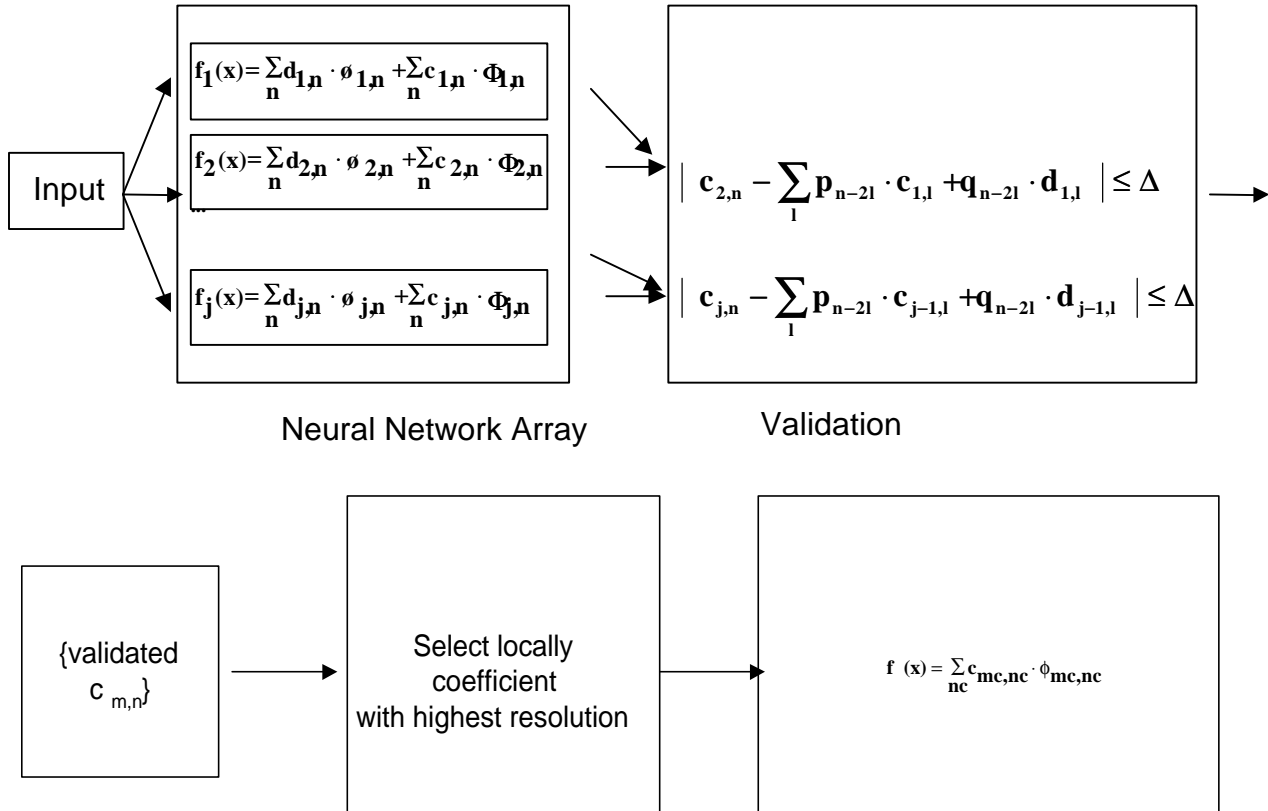 Input
f1(x)= Σn d1,n · ø1,n + Σn c1,n · Φ1,n
f2(x)= Σn d2,n · ø2,n + Σn c2,n · Φ2,n
...
fj(x)= Σn dj,n · øj,n + Σn cj,n · Φj,n
| c2,n − Σl pn−2l · c1,l + qn−2l · d1,l | ≤ Δ
| cj,n − Σl pn−2l · cj−1,l + qn−2l · dj−1,l | ≤ Δ
Neural Network Array
Validation
{validated
c m,n}
Select locally
coefficient
with highest resolution
f (x) = Σnc cmc,nc · ϕmc,nc